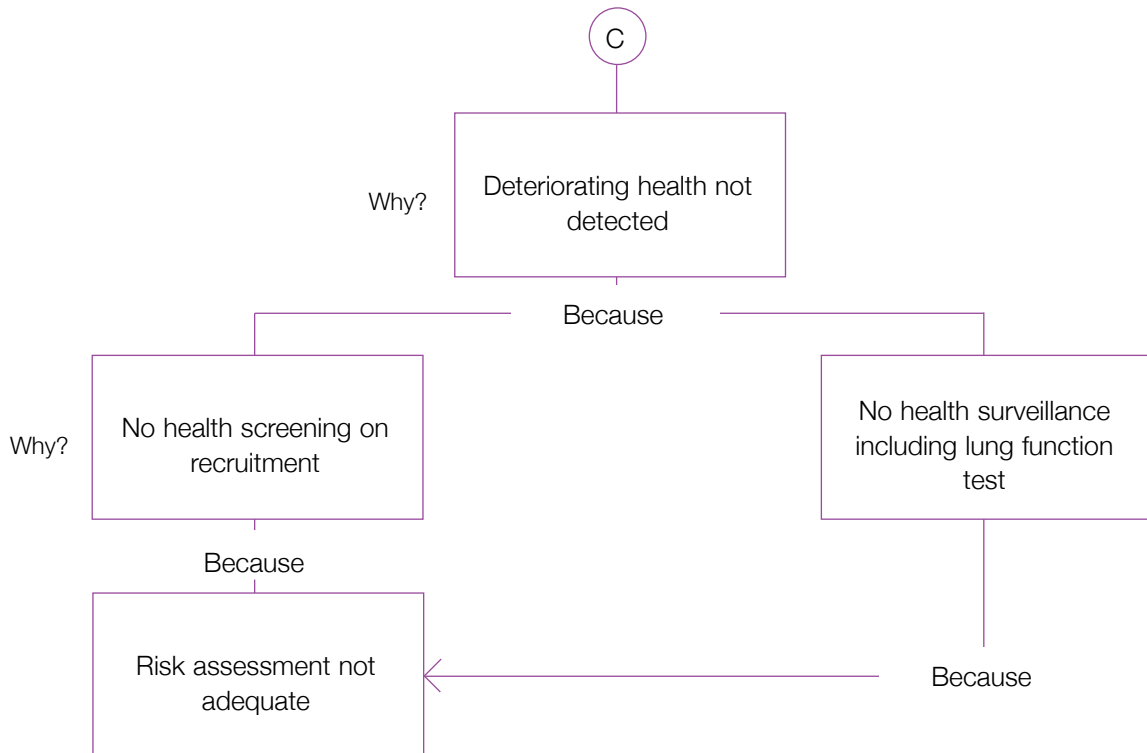 C
Why?
Deteriorating health not
detected
Because
Why?
No health screening on
recruitment
No health surveillance
including lung function
test
Because
Risk assessment not
adequate
Because